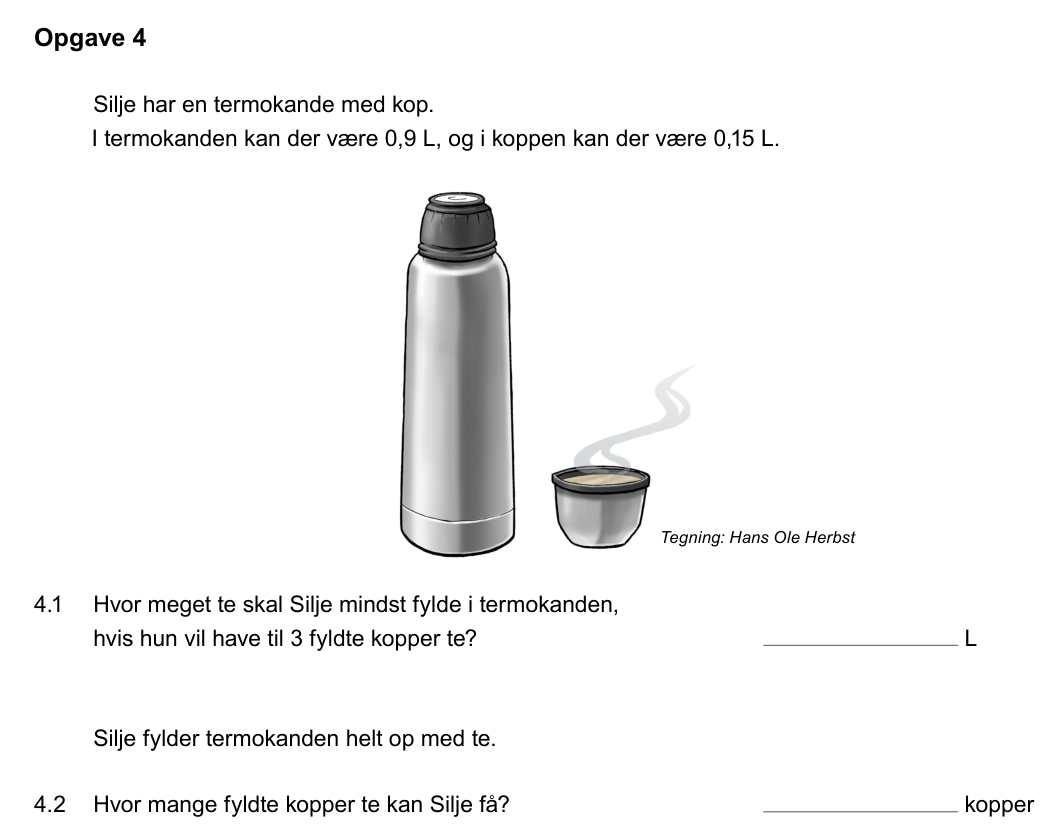 Opgave 4
Silje har en termokande med kop.
I termokanden kan der være 0,9 L, og i koppen kan der være 0,15 L.
Tegning: Hans Ole Herbst
4.1 Hvor meget te skal Silje mindst fylde i termokanden,
hvis hun vil have til 3 fyldte kopper te? L
Silje fylder termokanden helt op med te.
4.2 Hvor mange fyldte kopper te kan Silje få? kopper